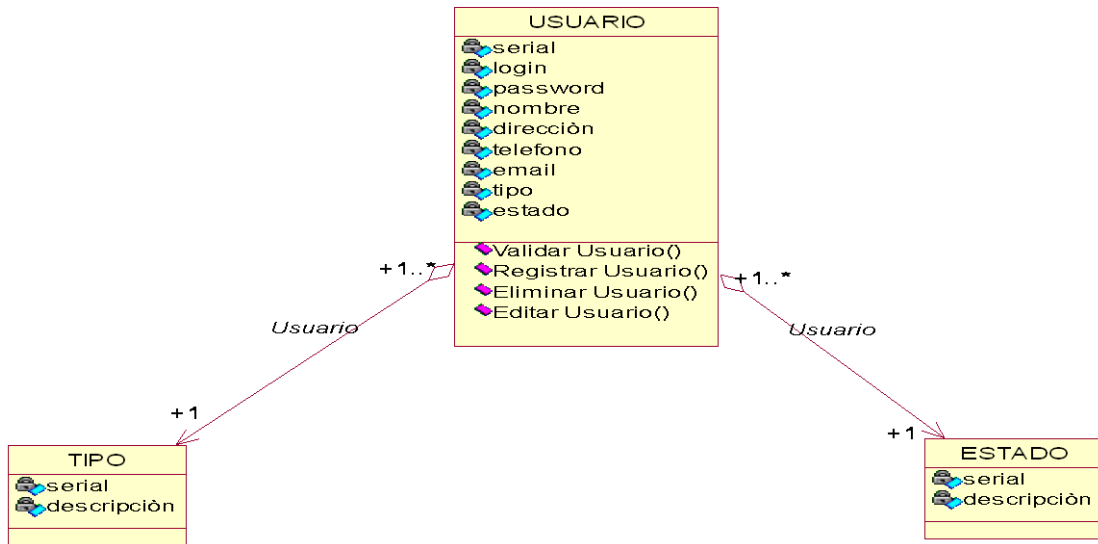 USUARIO
serial
login
password
nombre
direcciòn
telefono
email
tipo
estado
Validar Usuario()
Registrar Usuario()
Eliminar Usuario()
Editar Usuario()
+1..*
+1..*
Usuario
Usuario
+1
+1
TIPO
serial
descripciòn
ESTADO
serial
descripciòn